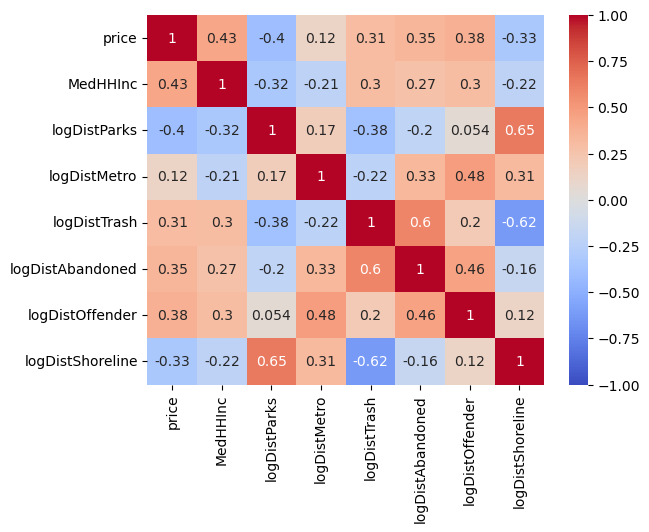 price 1 0.43 -0.4 0.12 0.31 0.35 0.38 -0.33
MedHHInc 0.43 1 -0.32 -0.21 0.3 0.27 0.3 -0.22
logDistParks -0.4 -0.32 1 0.17 -0.38 -0.2 0.054 0.65
logDistMetro 0.12 -0.21 0.17 1 -0.22 0.33 0.48 0.31
logDistTrash 0.31 0.3 -0.38 -0.22 1 0.6 0.2 -0.62
logDistAbandoned 0.35 0.27 -0.2 0.33 0.6 1 0.46 -0.16
logDistOffender 0.38 0.3 0.054 0.48 0.2 0.46 1 0.12
logDistShoreline -0.33 -0.22 0.65 0.31 -0.62 -0.16 0.12 1
price
MedHHInc
logDistParks
logDistMetro
logDistTrash
logDistAbandoned
logDistOffender
logDistShoreline
1.00
0.75
0.50
0.25
0.00
−0.25
−0.50
−0.75
−1.00